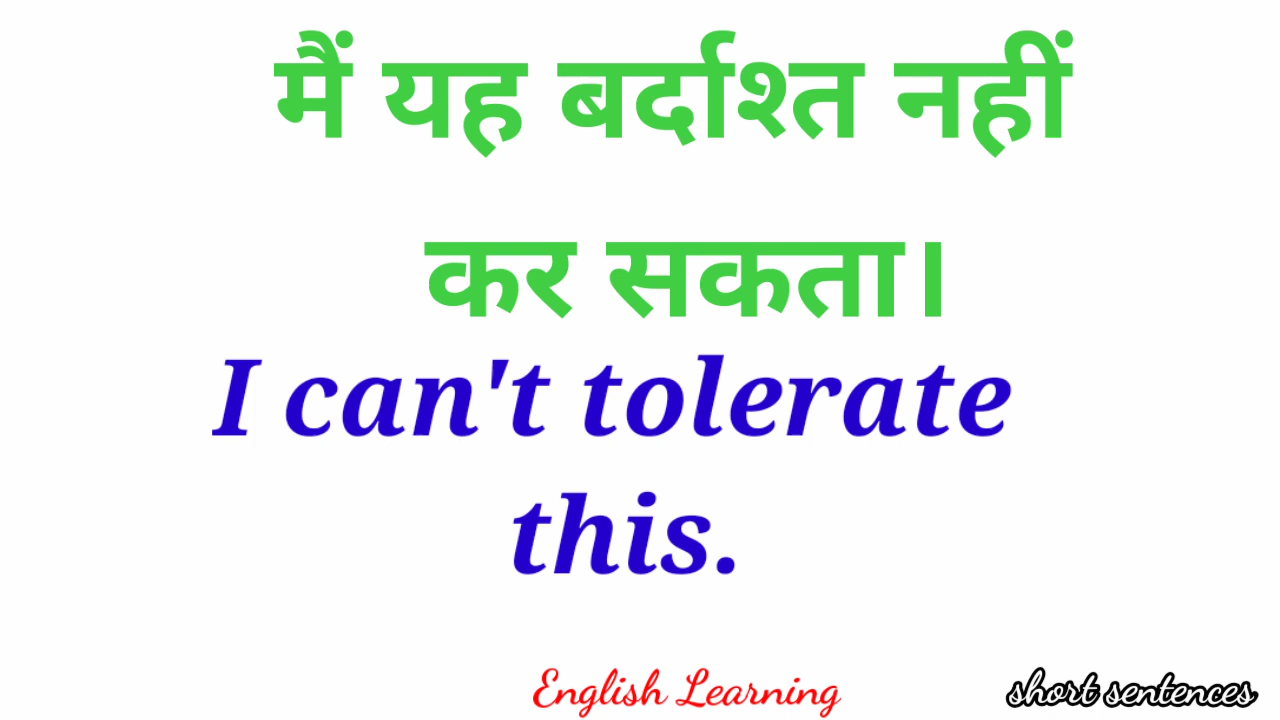 मैं यह बर्दाश्त नहीं
कर सकता।
I can't tolerate
this.
English Learning
short sentences